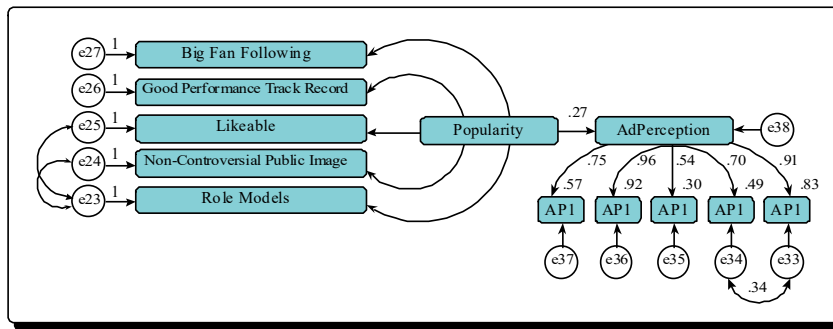 e27 1 Big Fan Following
e26 1 Good Performance Track Record
e25 1 Likeable
Popularity .27 AdPerception e38
e24 1 Non-Controversial Public Image
e23 1 Role Models
.75 .96 .54 .70 .91
.57 .92 .30 .49 .83
AP1 AP1 AP1 AP1 AP1
e37 e36 e35 e34 e33
.34